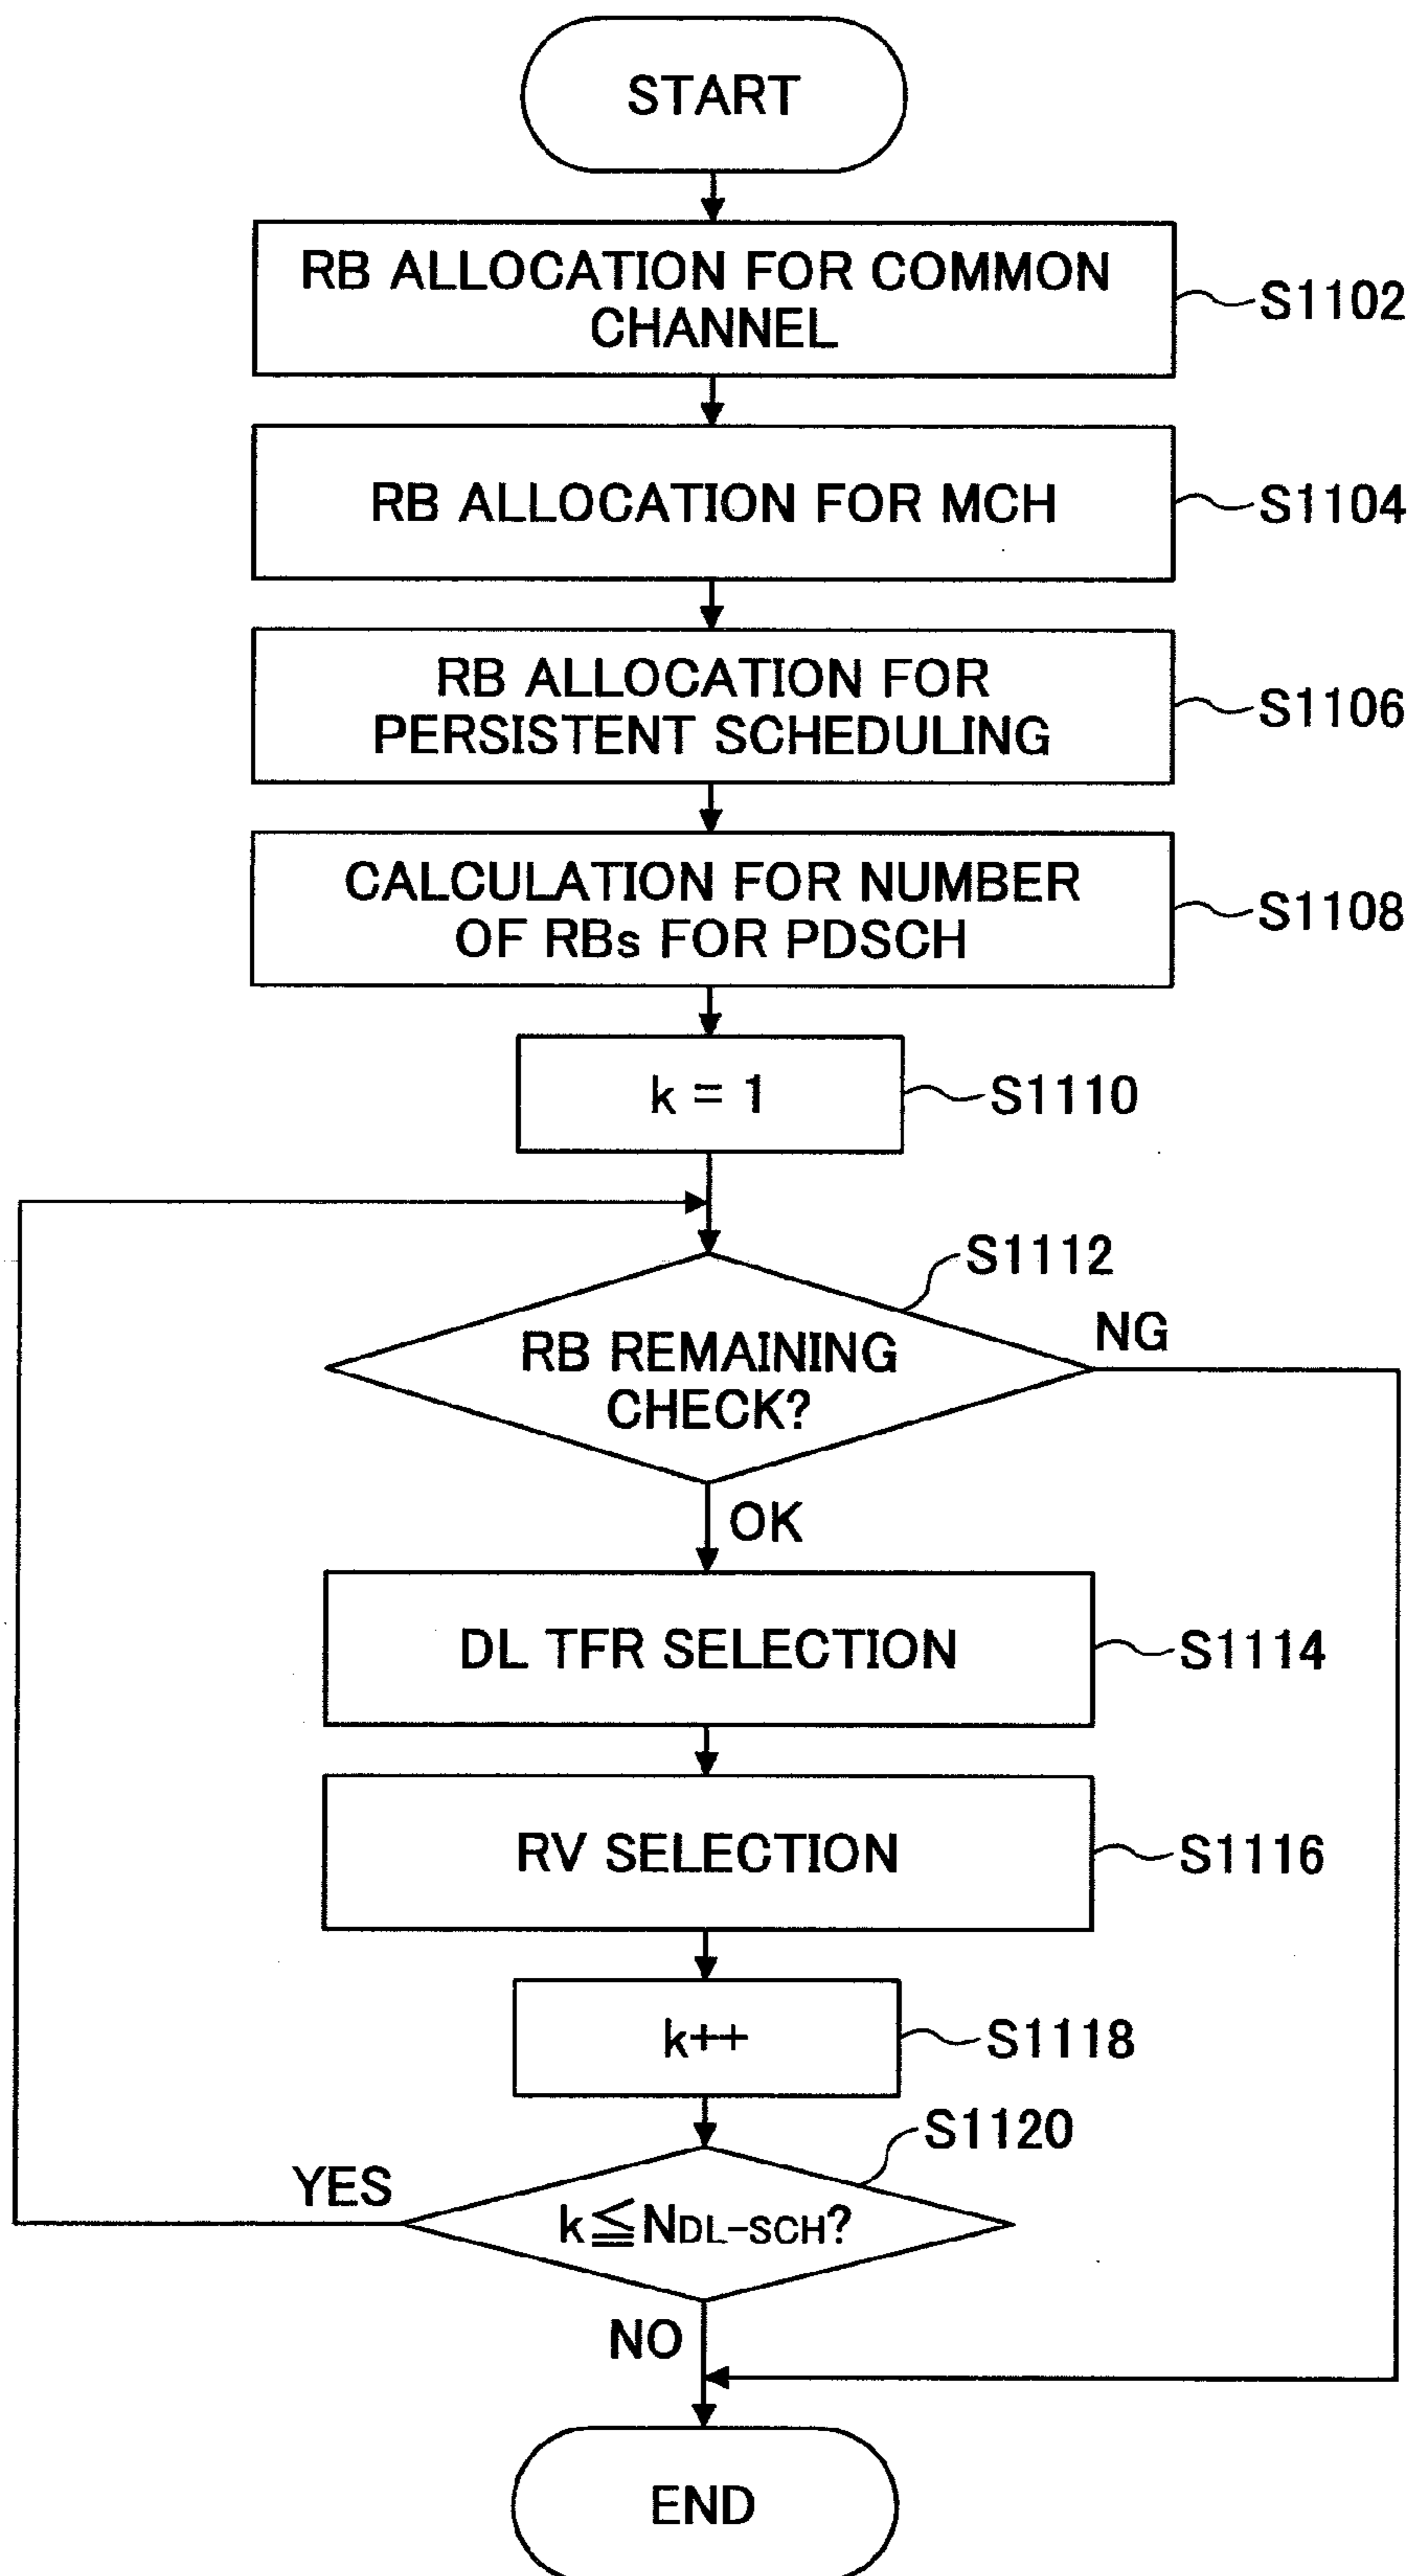 START
RB ALLOCATION FOR COMMON
CHANNEL
S1102
RB ALLOCATION FOR MCH
S1104
RB ALLOCATION FOR
PERSISTENT SCHEDULING
S1106
CALCULATION FOR NUMBER
OF RBs FOR PDSCH
S1108
k = 1
S1110
S1112
RB REMAINING
CHECK?
NG
OK
DL TFR SELECTION
S1114
RV SELECTION
S1116
k++
S1118
S1120
YES
k≦NDL-SCH?
NO
END